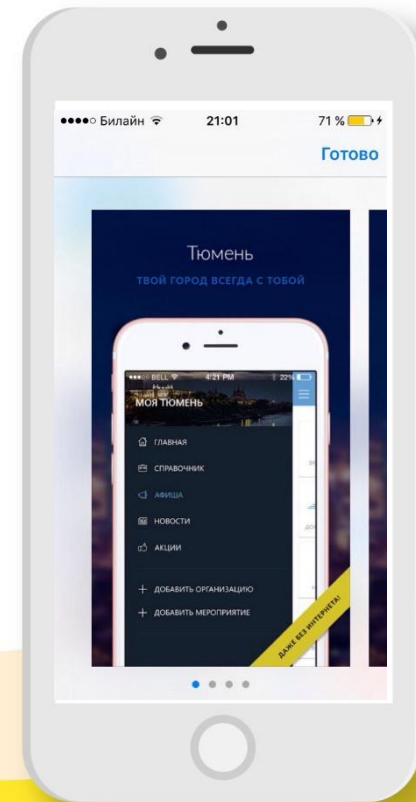 Билайн 21:01 71 %
Готово
Тюмень
ТВОЙ ГОРОД ВСЕГДА С ТОБОЙ
BELL 4:21 PM 22%
МОЯ ТЮМЕНЬ
ГЛАВНАЯ
СПРАВОЧНИК
АФИША
НОВОСТИ
АКЦИИ
ДОБАВИТЬ ОРГАНИЗАЦИЮ
ДОБАВИТЬ МЕРОПРИЯТИЕ
ДАЖЕ БЕЗ ИНТЕРНЕТА!